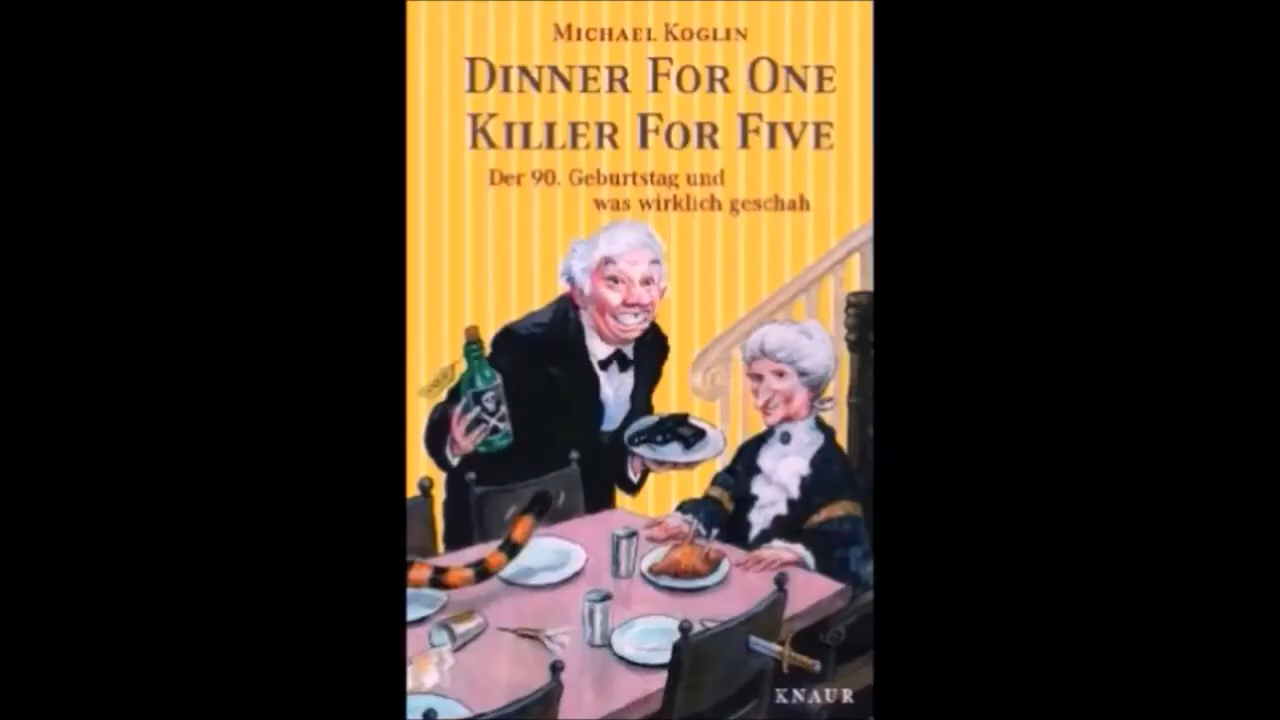 MICHAEL KOGLIN
DINNER FOR ONE
KILLER FOR FIVE
Der 90. Geburtstag und
was wirklich geschah
KNAUR